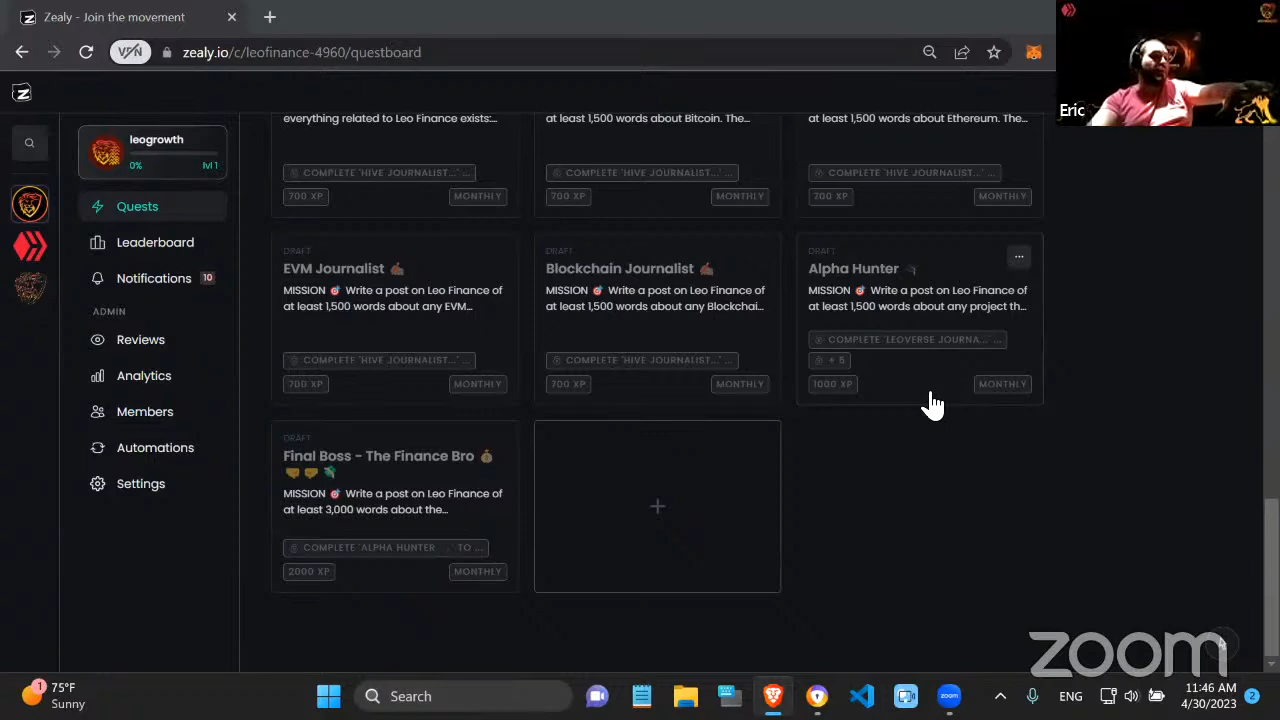 Zealy - Join the movement
VPN
zealy.io/c/leofinance-4960/questboard
Eric
leogrowth
0%
lvl 1
Quests
Leaderboard
Notifications
10
ADMIN
Reviews
Analytics
Members
Automations
Settings
everything related to Leo Finance exists:...
COMPLETE 'HIVE JOURNALIST...' ...
700 XP
MONTHLY
at least 1,500 words about Bitcoin. The...
COMPLETE 'HIVE JOURNALIST...' ...
700 XP
MONTHLY
at least 1,500 words about Ethereum. The...
COMPLETE 'HIVE JOURNALIST...' ...
700 XP
MONTHLY
DRAFT
EVM Journalist
MISSION 🎯 Write a post on Leo Finance of
at least 1,500 words about any EVM...
COMPLETE 'HIVE JOURNALIST...' ...
700 XP
MONTHLY
DRAFT
Blockchain Journalist
MISSION 🎯 Write a post on Leo Finance of
at least 1,500 words about any Blockchai...
COMPLETE 'HIVE JOURNALIST...' ...
700 XP
MONTHLY
DRAFT
Alpha Hunter
MISSION 🎯 Write a post on Leo Finance of
at least 1,500 words about any project th...
COMPLETE 'LEOVERSE JOURNA...' ...
+ 5
1000 XP
MONTHLY
DRAFT
Final Boss - The Finance Bro 💰
MISSION 🎯 Write a post on Leo Finance of
at least 3,000 words about the...
COMPLETE 'ALPHA HUNTER TO ...
2000 XP
MONTHLY
zoom
1
75°F
Sunny
Search
zoom
ENG
11:46 AM
4/30/2023
2